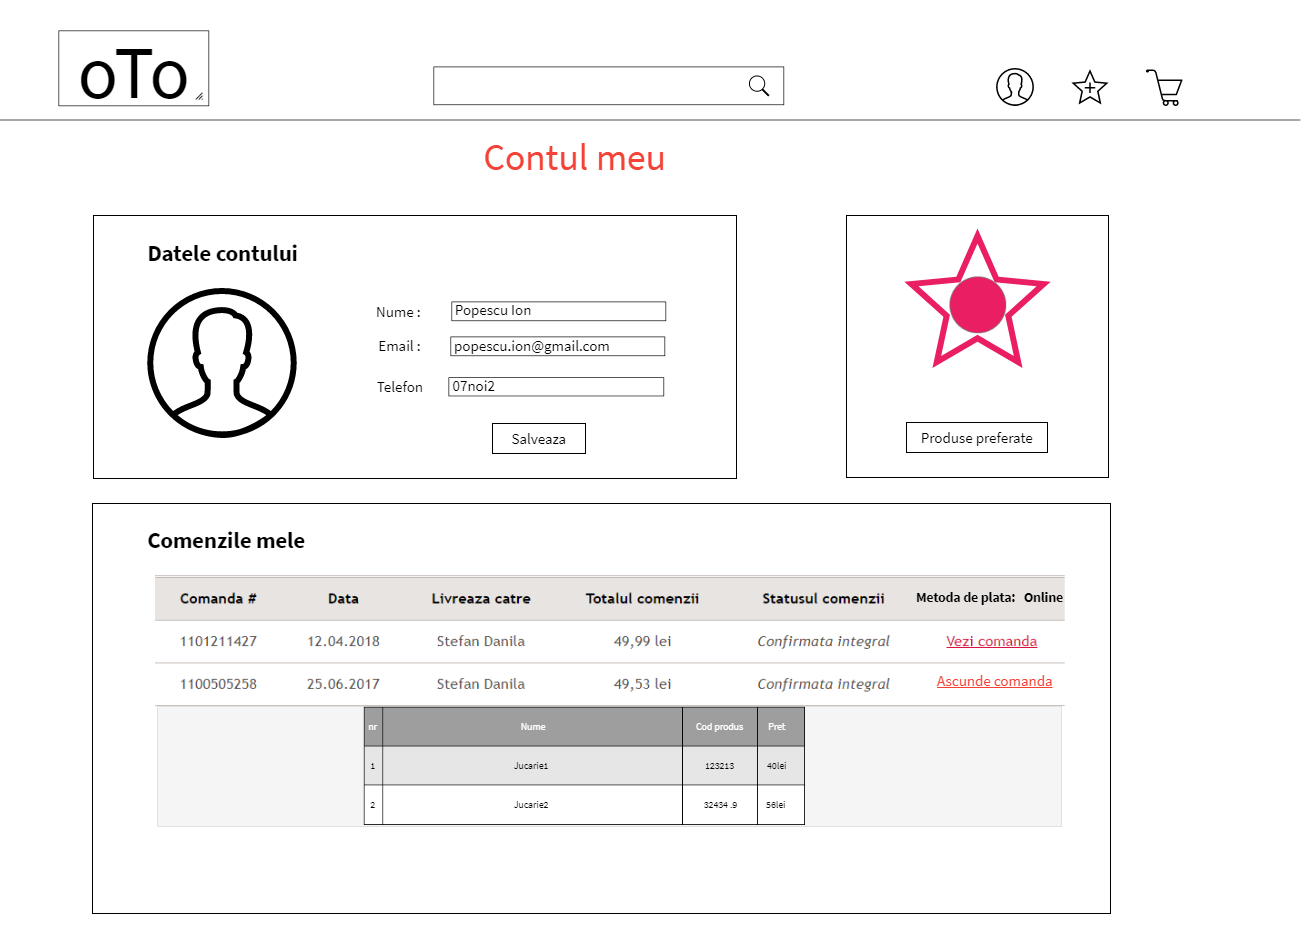 oTo
Contul meu
Datele contului
Nume : Popescu Ion
Email : popescu.ion@gmail.com
Telefon 07noi2
Salveaza
Produse preferate
Comenzile mele
Comanda # Data Livreaza catre Totalul comenzii Statusul comenzii Metoda de plata: Online
1101211427 12.04.2018 Stefan Danila 49,99 lei Confirmata integral Vezi comanda
1100505258 25.06.2017 Stefan Danila 49,53 lei Confirmata integral Ascunde comanda
nr Nume Cod produs Pret
1 Jucarie1 123213 40lei
2 Jucarie2 32434 .9 56lei